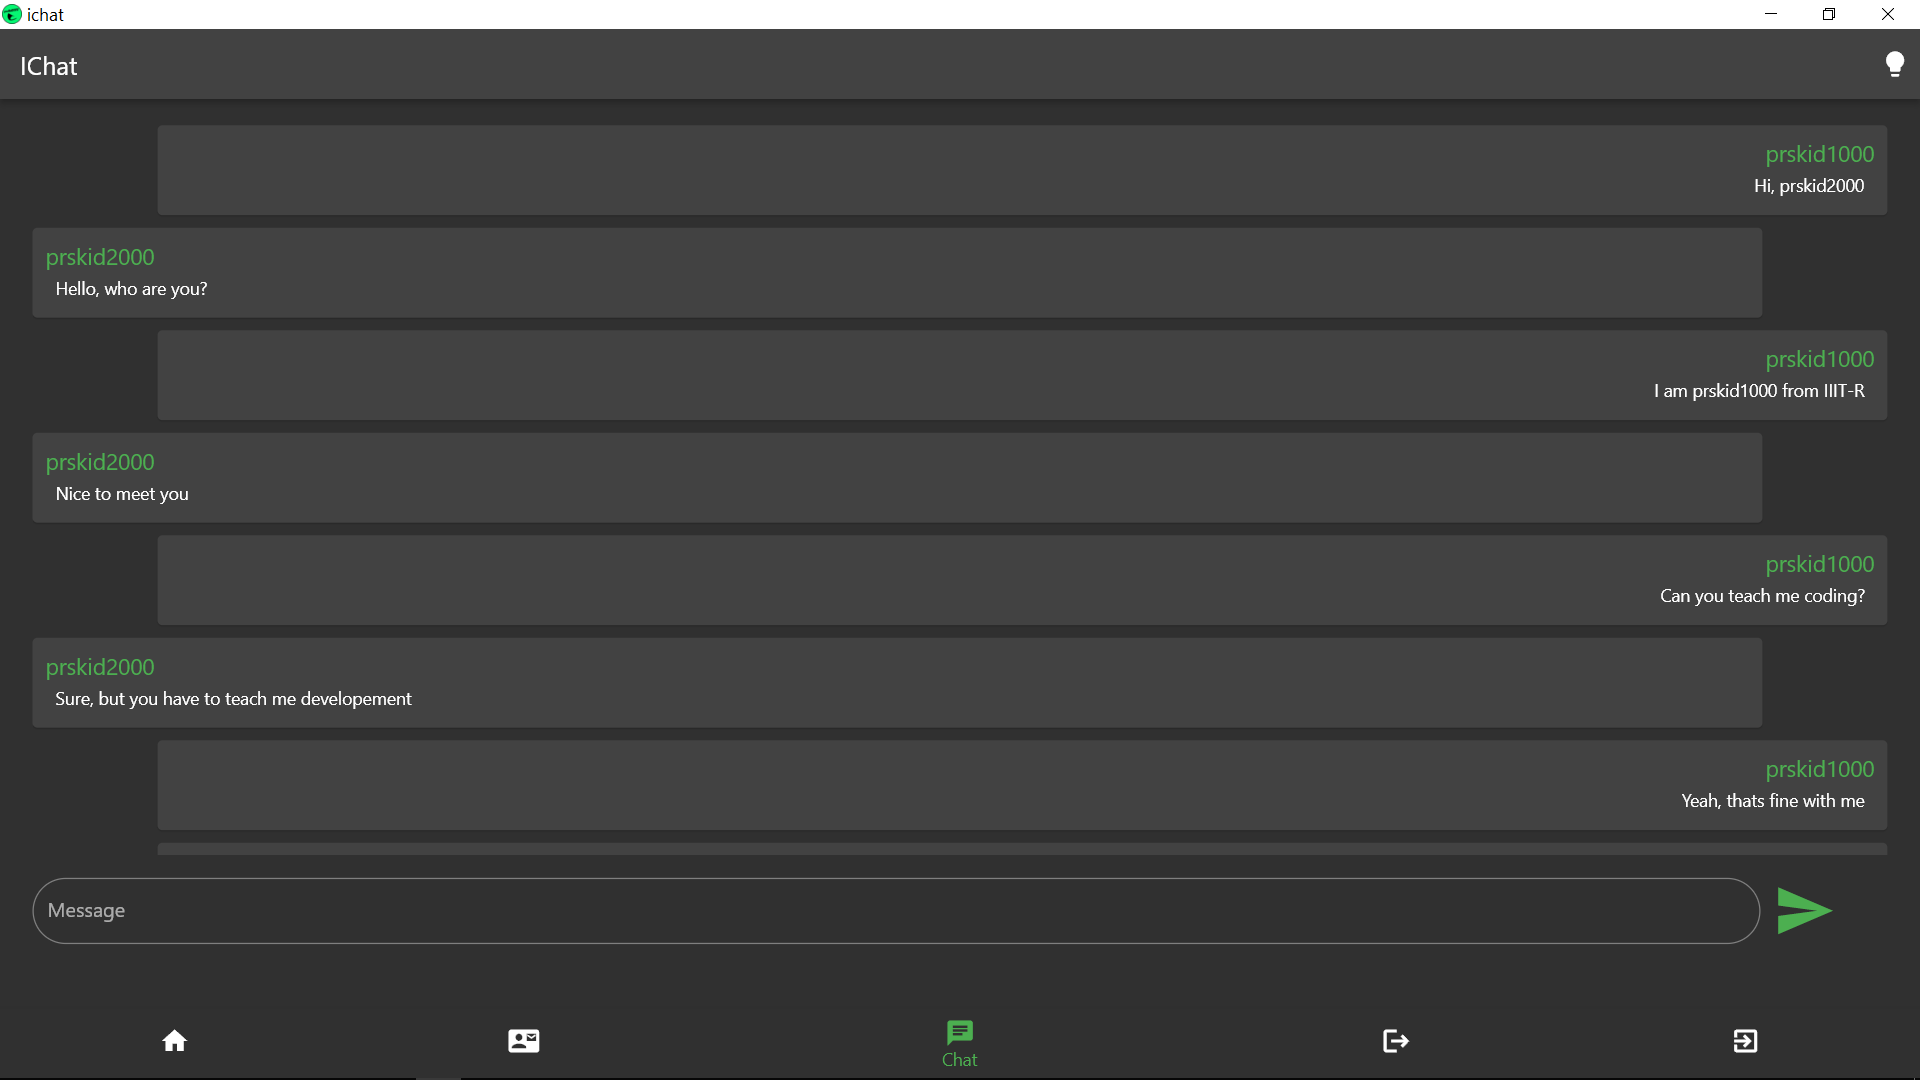 ichat
IChat
prskid1000
Hi, prskid2000
prskid2000
Hello, who are you?
prskid1000
I am prskid1000 from IIIT-R
prskid2000
Nice to meet you
prskid1000
Can you teach me coding?
prskid2000
Sure, but you have to teach me developement
prskid1000
Yeah, thats fine with me
Message
Chat